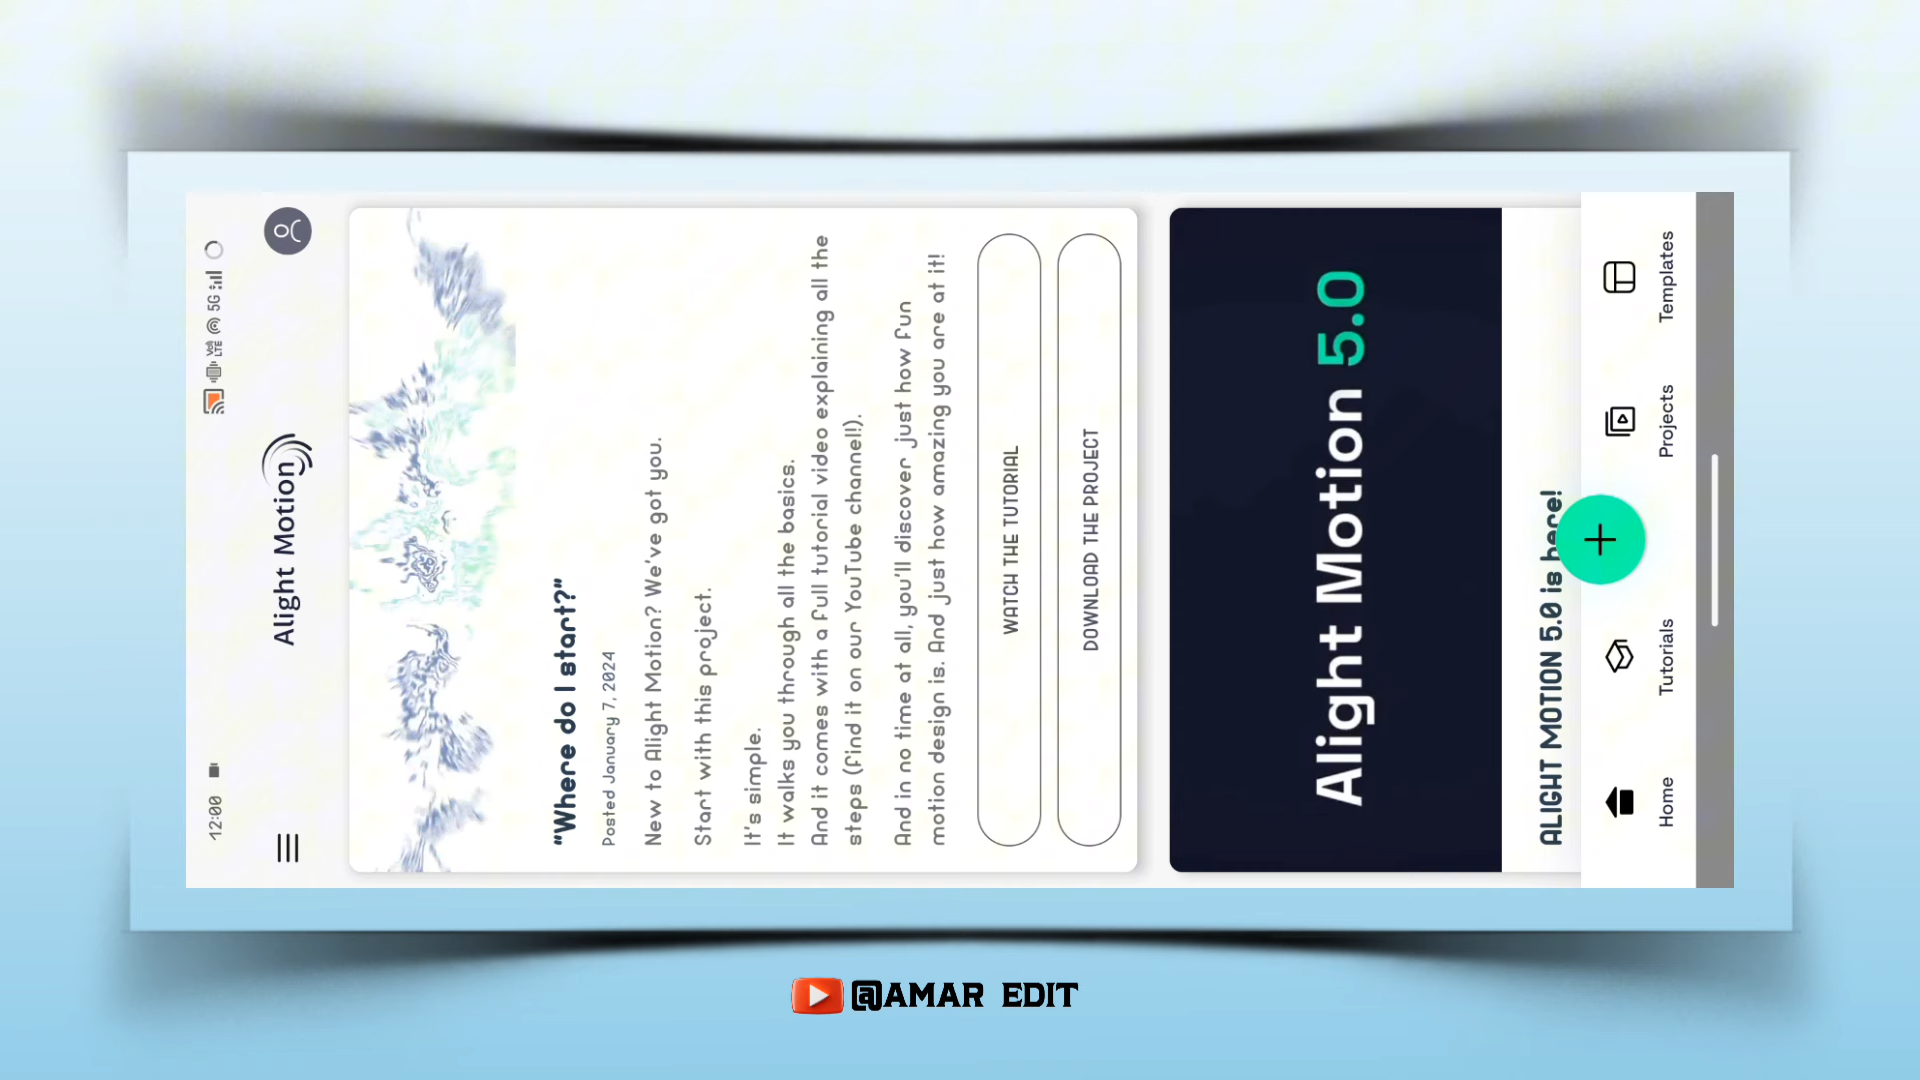 12:00
VoI) LTE 5G
Alight Motion
"Where do I start?"
Posted January 7, 2024
New to Alight Motion? We've got you.
Start with this project.
It's simple.
It walks you through all the basics.
And it comes with a full tutorial video explaining all the
steps (find it on our YouTube channel!).
And in no time at all, you'll discover just how fun
motion design is. And just how amazing you are at it!
WATCH THE TUTORIAL
DOWNLOAD THE PROJECT
Alight Motion 5.0
ALIGHT MOTION 5.0 is here!
Home
Tutorials
Projects
Templates
@AMAR EDIT